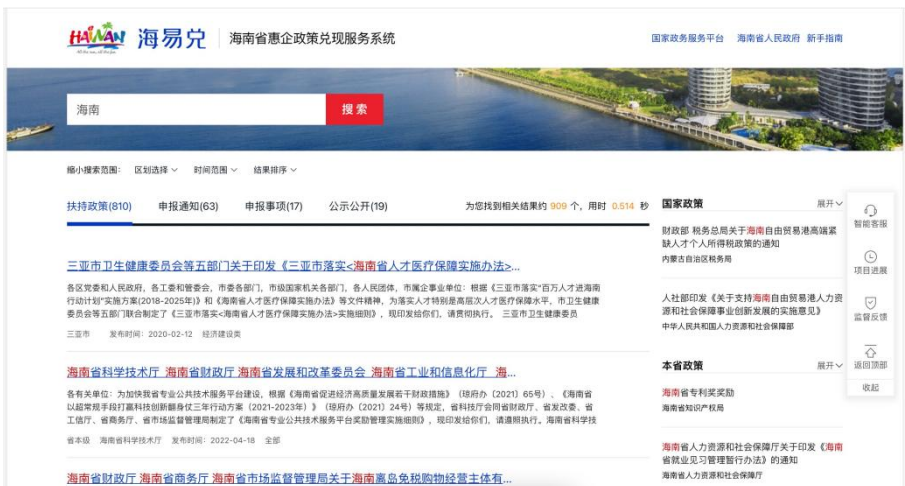 HAINAN 海易兑 海南省惠企政策兑现服务系统 国家政务服务平台 海南省人民政府 新手指南
海南 搜索
缩小搜索范围: 区划选择 时间范围 结果排序
扶持政策(810) 申报通知(63) 申报事项(17) 公示公开(19) 为您找到相关结果约 909 个，用时 0.514 秒
三亚市卫生健康委员会等五部门关于印发《三亚市落实<海南省人才医疗保障实施办法>...
各区党委和人民政府，各工委和管委会，市委各部门，市级国家机关各部门，各人民团体，市属企事业单位：根据《三亚市落实"百万人才进海南
行动计划"实施方案(2018-2025年)》和《海南省人才医疗保障实施办法》等文件精神，为落实人才特别是高层次人才医疗保障水平，市卫生健康
委员会等五部门联合制定了《三亚市落实<海南省人才医疗保障实施办法>实施细则》，现印发给你们，请贯彻执行。 三亚市卫生健康委员
三亚市 发布时间：2020-02-12 经济建设类
海南省科学技术厅 海南省财政厅 海南省发展和改革委员会 海南省工业和信息化厅 海...
各有关单位：为加快我省专业公共技术服务平台建设，根据《海南省促进经济高质量发展若干财政措施》（琼府办（2021）65号）、《海南省
以超常规手段打赢科技创新翻身仗三年行动方案（2021-2023年）》（琼府办（2021）24号）等规定，省科技厅会同省财政厅、省发改委、省
工信厅、省商务厅、省市场监督管理局制定了《海南省专业公共技术服务平台奖励管理实施细则》，现印发给你们，请遵照执行。海南省科学技
省本级 海南省科学技术厅 发布时间：2022-04-18 全部
海南省财政厅 海南省商务厅 海南省市场监督管理局关于海南离岛免税购物经营主体有...
国家政策 展开
财政部 税务总局关于海南自由贸易港高端紧
缺人才个人所得税政策的通知
内蒙古自治区税务局
人社部印发《关于支持海南自由贸易港人力资
源和社会保障事业创新发展的实施意见》
中华人民共和国人力资源和社会保障部
本省政策 展开
海南省专利奖奖励
海南省知识产权局
海南省人力资源和社会保障厅关于印发《海南
省就业见习管理暂行办法》的通知
海南省人力资源和社会保障厅
智能客服
项目进展
监督反馈
返回顶部
收起